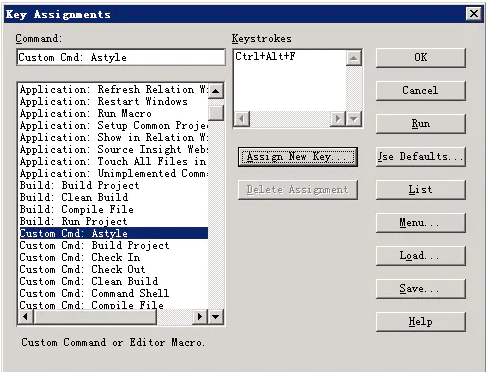 Key Assignments
Command:
Custom Cmd: Astyle
Application: Refresh Relation Wi
Application: Restart Windows
Application: Run Macro
Application: Setup Common Projec
Application: Show in Relation Wi
Application: Source Insight Web:
Application: Touch All Files in
Application: Unimplemented Comma
Build: Build Project
Build: Clean Build
Build: Compile File
Build: Run Project
Custom Cmd: Astyle
Custom Cmd: Build Project
Custom Cmd: Check In
Custom Cmd: Check Out
Custom Cmd: Clean Build
Custom Cmd: Command Shell
Custom Cmd: Compile File
Custom Command or Editor Macro.
Keystrokes
Ctrl+Alt+F
Assign New Key...
Delete Assignment
OK
Cancel
Run
Use Defaults...
List
Menu...
Load...
Save...
Help